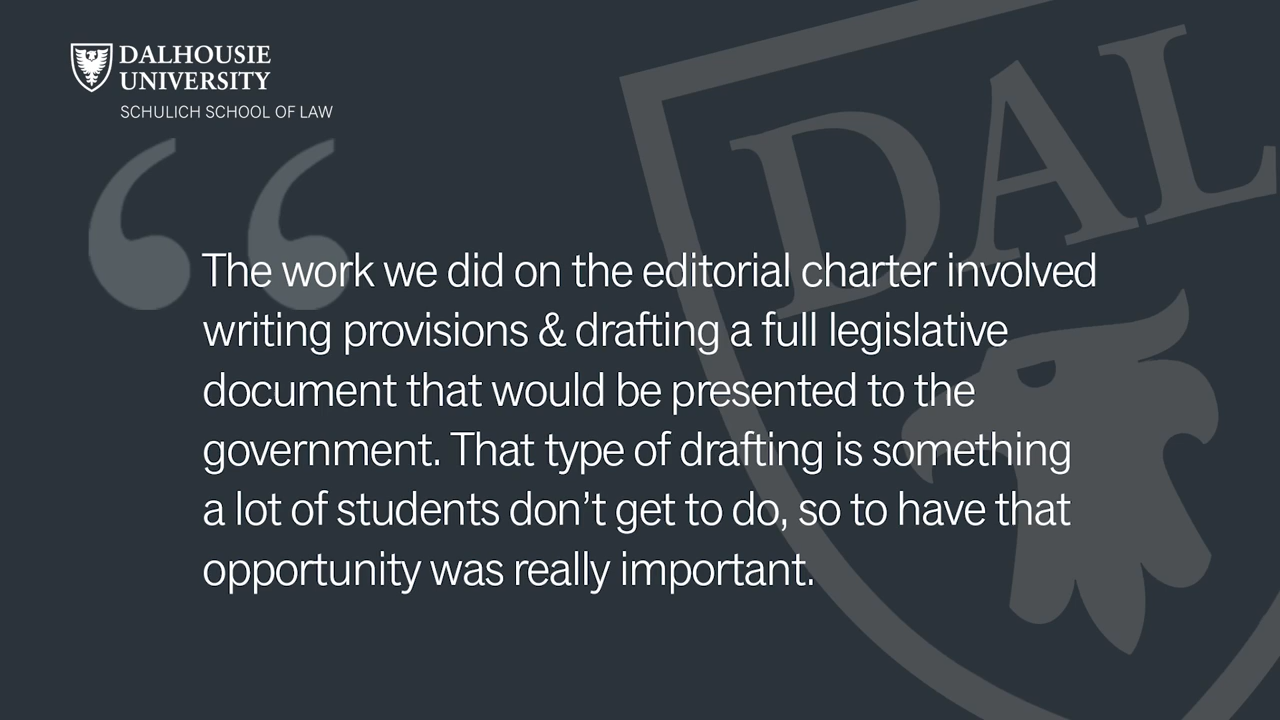 DALHOUSIE
UNIVERSITY
SCHULICH SCHOOL OF LAW
DAL
“
The work we did on the editorial charter involved
writing provisions & drafting a full legislative
document that would be presented to the
government. That type of drafting is something
a lot of students don’t get to do, so to have that
opportunity was really important.